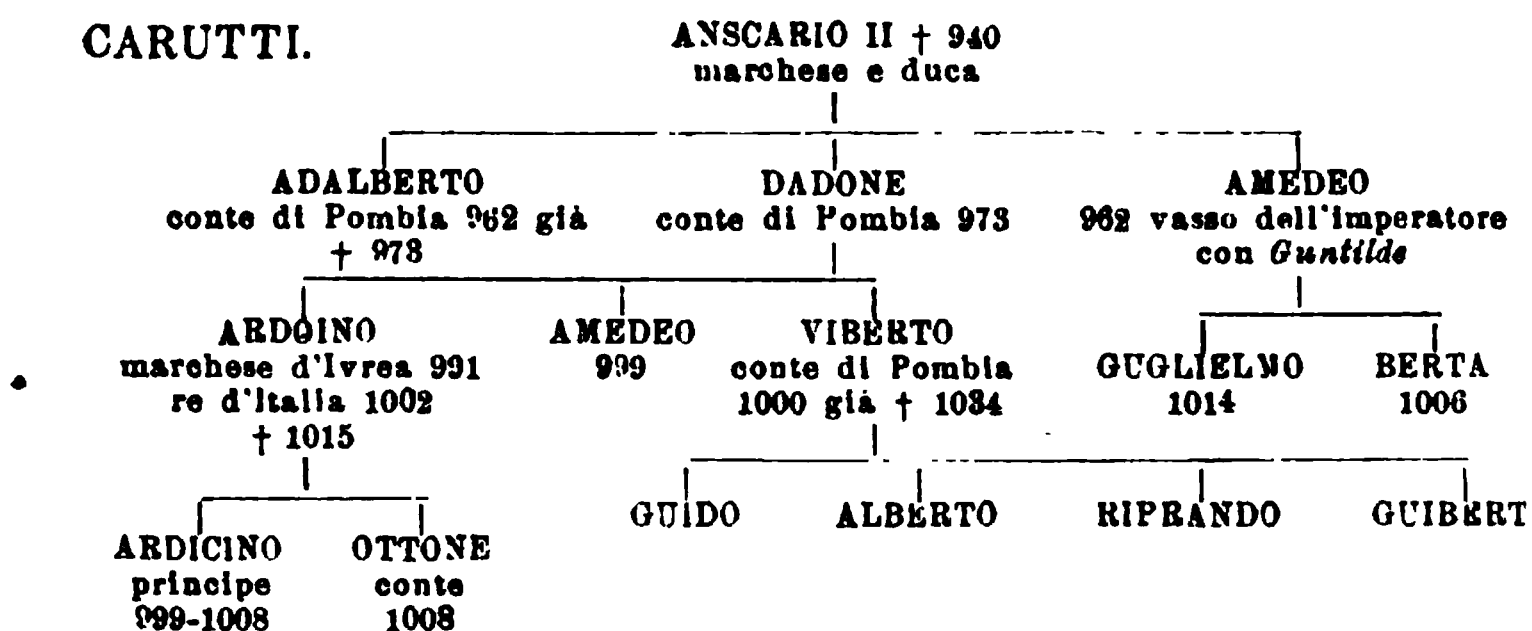 CARUTTI.
ANSCARIO II † 940
marchese e duca
ADALBERTO
conte di Pombia 962 già
† 973
DADONE
conte di Pombia 973
AMEDEO
962 vasso dell'imperatore
con Guntilde
ARDOINO
marchese d'Ivrea 991
re d'Italia 1002
† 1015
AMEDEO
999
VIBERTO
conte di Pombia
1000 già † 1034
GUGLIELMO
1014
BERTA
1006
GUIDO
ALBERTO
RIPRANDO
GUIBERT
ARDICINO
principe
999-1008
OTTONE
conte
1008